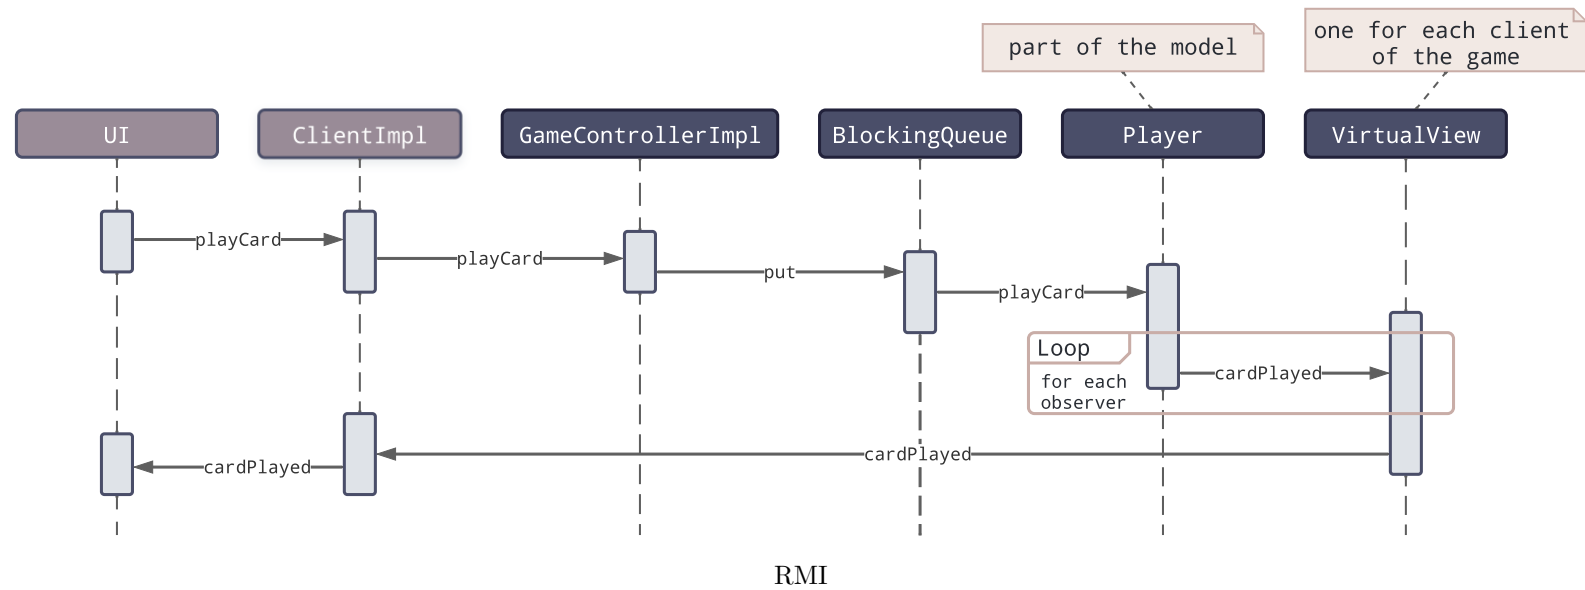 part of the model
one for each client
of the game
UI
ClientImpl
GameControllerImpl
BlockingQueue
Player
VirtualView
playCard
playCard
put
playCard
Loop
for each
observer
cardPlayed
cardPlayed
cardPlayed
RMI